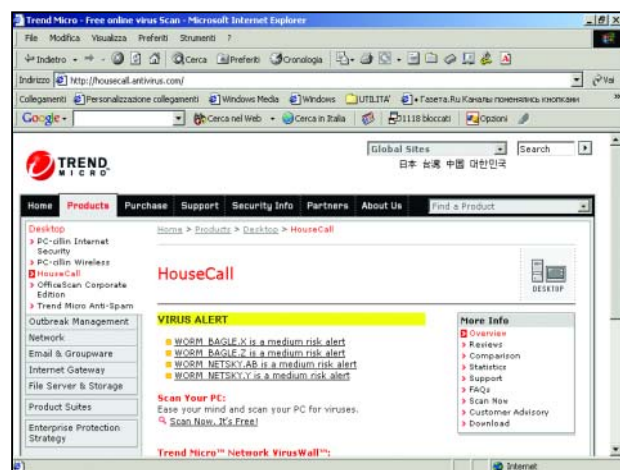 Trend Micro - Free online virus Scan - Microsoft Internet Explorer
File Modifica Visualizza Preferiti Strumenti ?
Indietro Cerca Preferiti Cronologia
Indirizzo http://housecall.antivirus.com/ Vai
Collegamenti Personalizzazione collegamenti Windows Media Windows UTILITA' Газета.Ru Каналы
Google Cerca nel Web Cerca in Italia 1118 bloccati Opzioni
TREND MICRO
Global Sites Search
日本 台湾 中国 대한민국
Home Products Purchase Support Security Info Partners About Us Find a Product
Desktop
PC-cillin Internet Security
PC-cillin Wireless
HouseCall
OfficeScan Corporate Edition
Trend Micro Anti-Spam
Outbreak Management
Network
Email & Groupware
Internet Gateway
File Server & Storage
Product Suites
Enterprise Protection Strategy
Home > Products > Desktop > HouseCall
HouseCall
DESKTOP
VIRUS ALERT
WORM_BAGLE.X is a medium risk alert
WORM_BAGLE.Z is a medium risk alert
WORM_NETSKY.AB is a medium risk alert
WORM_NETSKY.Y is a medium risk alert
Scan Your PC:
Ease your mind and scan your PC for viruses.
Scan Now. It's Free!
Trend Micro™ Network VirusWall™:
More Info
Overview
Reviews
Comparison
Statistics
Support
FAQs
Scan Now
Customer Advisory
Download
Internet